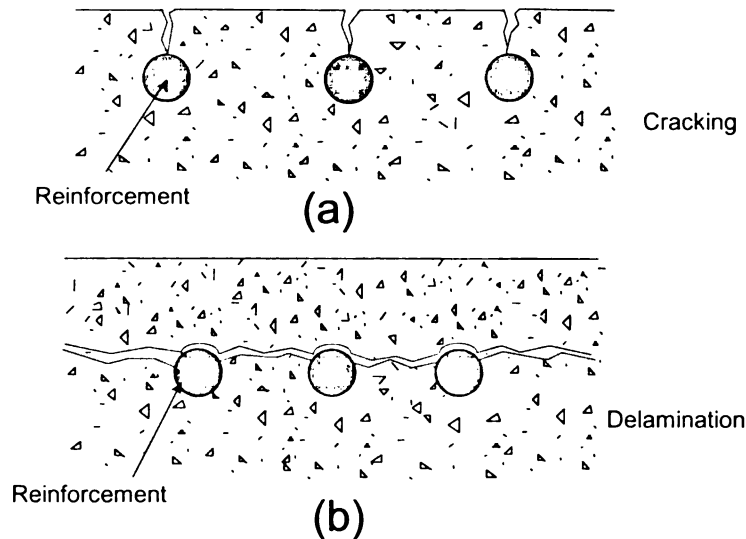 Cracking
Reinforcement
(a)
Delamination
Reinforcement
(b)